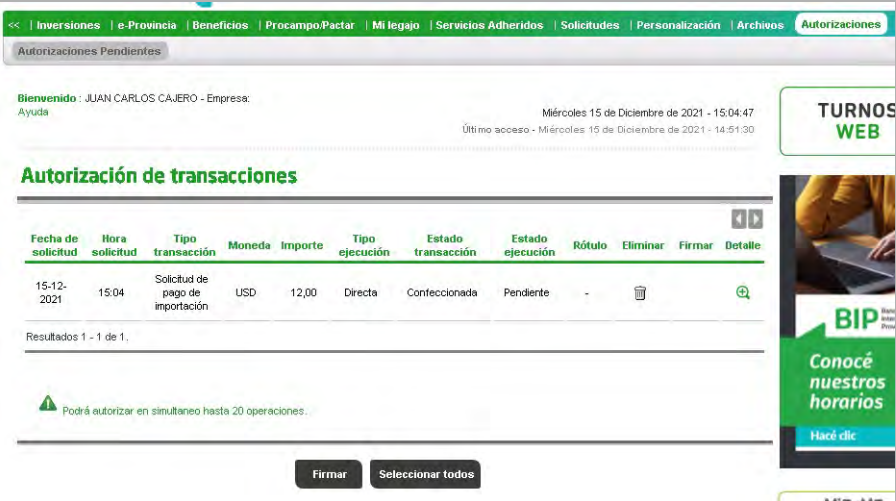 << | Inversiones | e-Provincia | Beneficios | Procampo/Pactar | Mi legajo | Servicios Adheridos | Solicitudes | Personalización | Archivos Autorizaciones
Autorizaciones Pendientes
Bienvenido : JUAN CARLOS CAJERO - Empresa:
Ayuda
Miércoles 15 de Diciembre de 2021 - 15:04:47
Último acceso - Miércoles 15 de Diciembre de 2021 - 14:51:30
TURNOS
WEB
Autorización de transacciones
Fecha de solicitud Hora solicitud Tipo transacción Moneda Importe Tipo ejecución Estado transacción Estado ejecución Rótulo Eliminar Firmar Detalle
15-12-2021 15:04 Solicitud de pago de importación USD 12,00 Directa Confeccionada Pendiente -
Resultados 1 - 1 de 1.
Podrá autorizar en simultaneo hasta 20 operaciones.
Firmar Seleccionar todos
BIP
Conocé
nuestros
horarios
Hacé clic